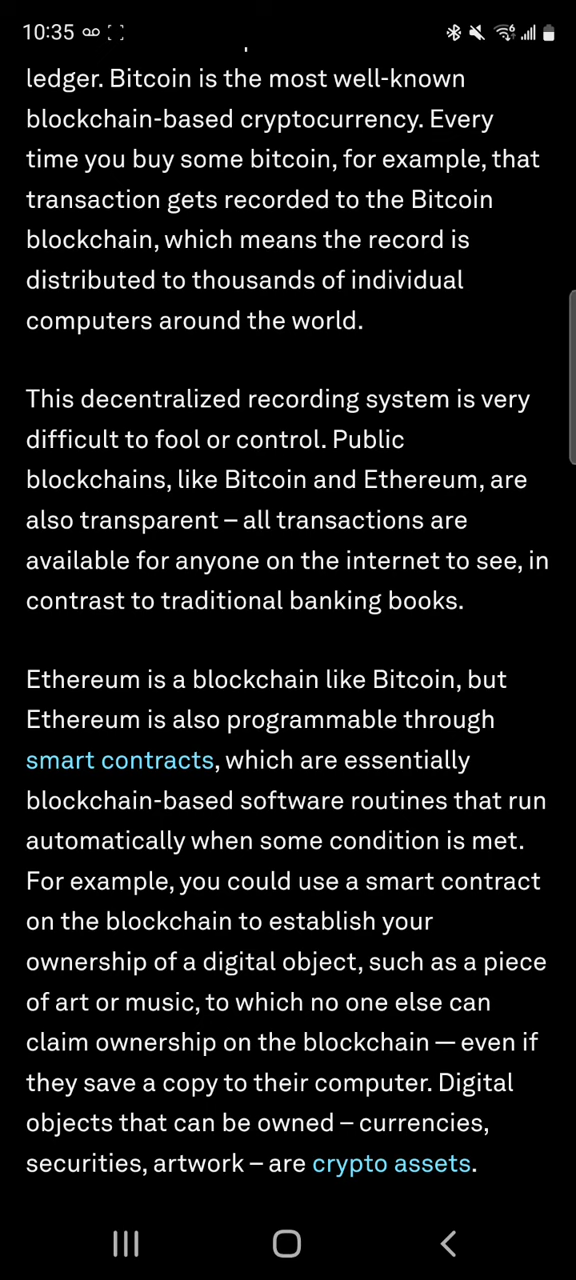 10:35
ledger. Bitcoin is the most well-known
blockchain-based cryptocurrency. Every
time you buy some bitcoin, for example, that
transaction gets recorded to the Bitcoin
blockchain, which means the record is
distributed to thousands of individual
computers around the world.
This decentralized recording system is very
difficult to fool or control. Public
blockchains, like Bitcoin and Ethereum, are
also transparent – all transactions are
available for anyone on the internet to see, in
contrast to traditional banking books.
Ethereum is a blockchain like Bitcoin, but
Ethereum is also programmable through
smart contracts, which are essentially
blockchain-based software routines that run
automatically when some condition is met.
For example, you could use a smart contract
on the blockchain to establish your
ownership of a digital object, such as a piece
of art or music, to which no one else can
claim ownership on the blockchain — even if
they save a copy to their computer. Digital
objects that can be owned – currencies,
securities, artwork – are crypto assets.